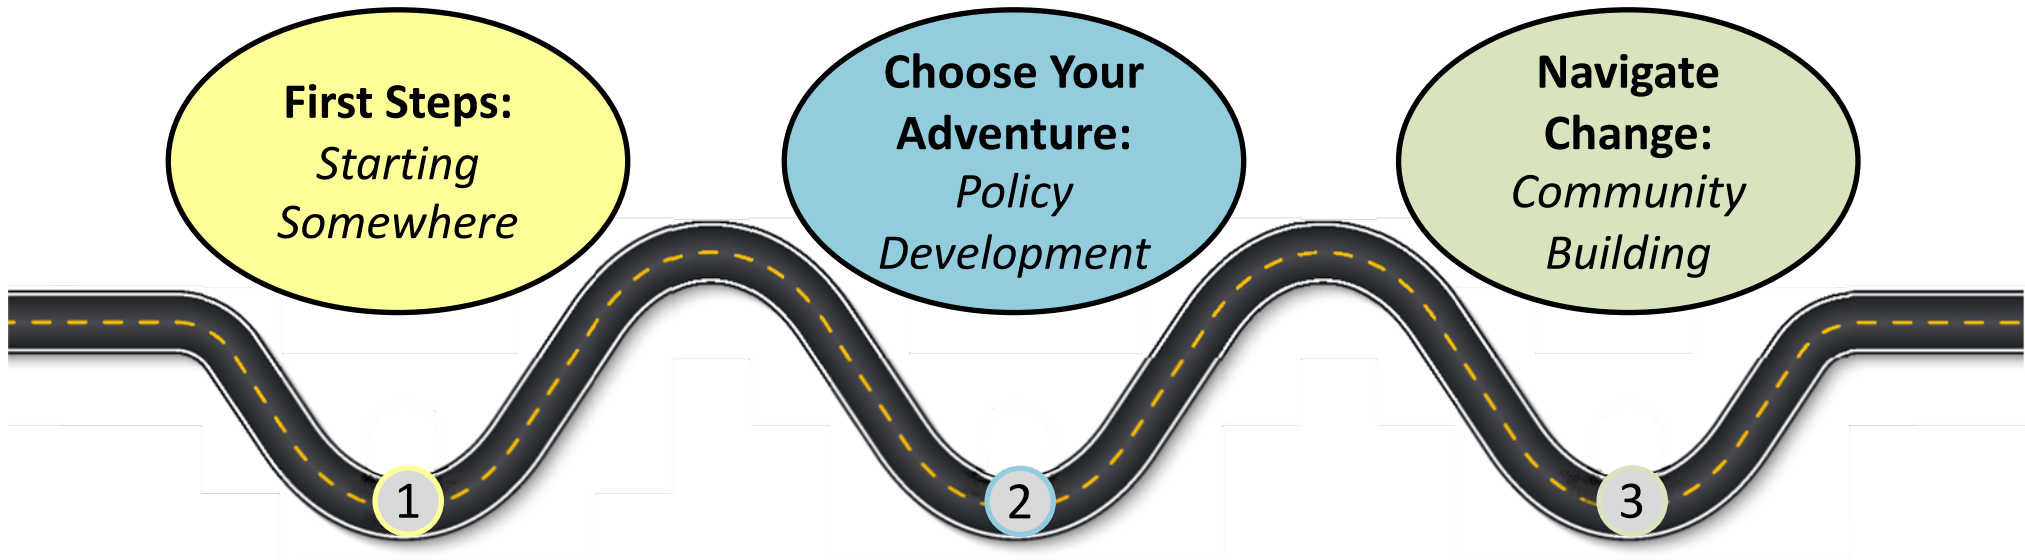 First Steps:
Starting
Somewhere
Choose Your
Adventure:
Policy
Development
Navigate
Change:
Community
Building
1
2
3